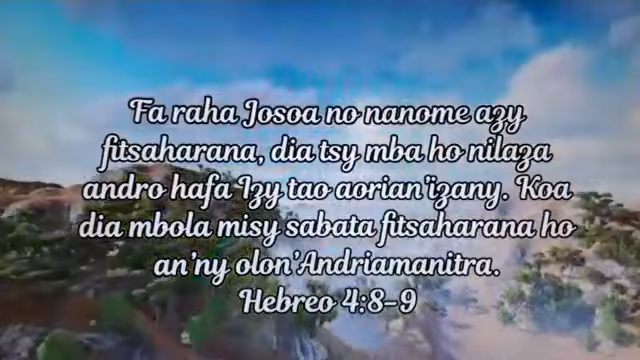 Fa raha Josoa no nanome azy
fitsaharana, dia tsy mba ho nilaza
andro hafa Izy tao aorian'izany. Koa
dia mbola misy sabata fitsaharana ho
an'ny olon'Andriamanitra.
Hebreo 4:8-9